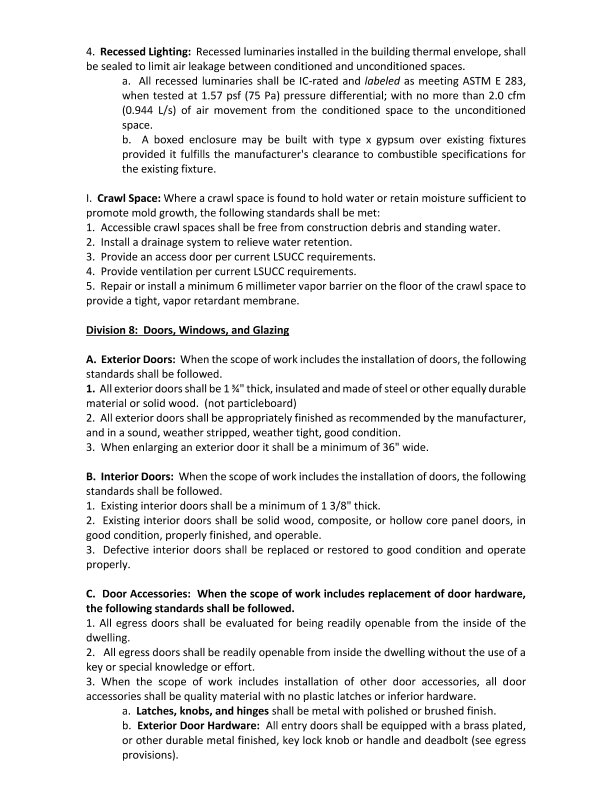 4. Recessed Lighting: Recessed luminaries installed in the building thermal envelope, shall
be sealed to limit air leakage between conditioned and unconditioned spaces.
a. All recessed luminaries shall be IC-rated and labeled as meeting ASTM E 283,
when tested at 1.57 psf (75 Pa) pressure differential; with no more than 2.0 cfm
(0.944 L/s) of air movement from the conditioned space to the unconditioned
space.
b. A boxed enclosure may be built with type x gypsum over existing fixtures
provided it fulfills the manufacturer's clearance to combustible specifications for
the existing fixture.
I. Crawl Space: Where a crawl space is found to hold water or retain moisture sufficient to
promote mold growth, the following standards shall be met:
1. Accessible crawl spaces shall be free from construction debris and standing water.
2. Install a drainage system to relieve water retention.
3. Provide an access door per current LSUCC requirements.
4. Provide ventilation per current LSUCC requirements.
5. Repair or install a minimum 6 millimeter vapor barrier on the floor of the crawl space to
provide a tight, vapor retardant membrane.
Division 8: Doors, Windows, and Glazing
A. Exterior Doors: When the scope of work includes the installation of doors, the following
standards shall be followed.
1. All exterior doors shall be 1 ¾" thick, insulated and made of steel or other equally durable
material or solid wood. (not particleboard)
2. All exterior doors shall be appropriately finished as recommended by the manufacturer,
and in a sound, weather stripped, weather tight, good condition.
3. When enlarging an exterior door it shall be a minimum of 36" wide.
B. Interior Doors: When the scope of work includes the installation of doors, the following
standards shall be followed.
1. Existing interior doors shall be a minimum of 1 3/8" thick.
2. Existing interior doors shall be solid wood, composite, or hollow core panel doors, in
good condition, properly finished, and operable.
3. Defective interior doors shall be replaced or restored to good condition and operate
properly.
C. Door Accessories: When the scope of work includes replacement of door hardware,
the following standards shall be followed.
1. All egress doors shall be evaluated for being readily openable from the inside of the
dwelling.
2. All egress doors shall be readily openable from inside the dwelling without the use of a
key or special knowledge or effort.
3. When the scope of work includes installation of other door accessories, all door
accessories shall be quality material with no plastic latches or inferior hardware.
a. Latches, knobs, and hinges shall be metal with polished or brushed finish.
b. Exterior Door Hardware: All entry doors shall be equipped with a brass plated,
or other durable metal finished, key lock knob or handle and deadbolt (see egress
provisions).